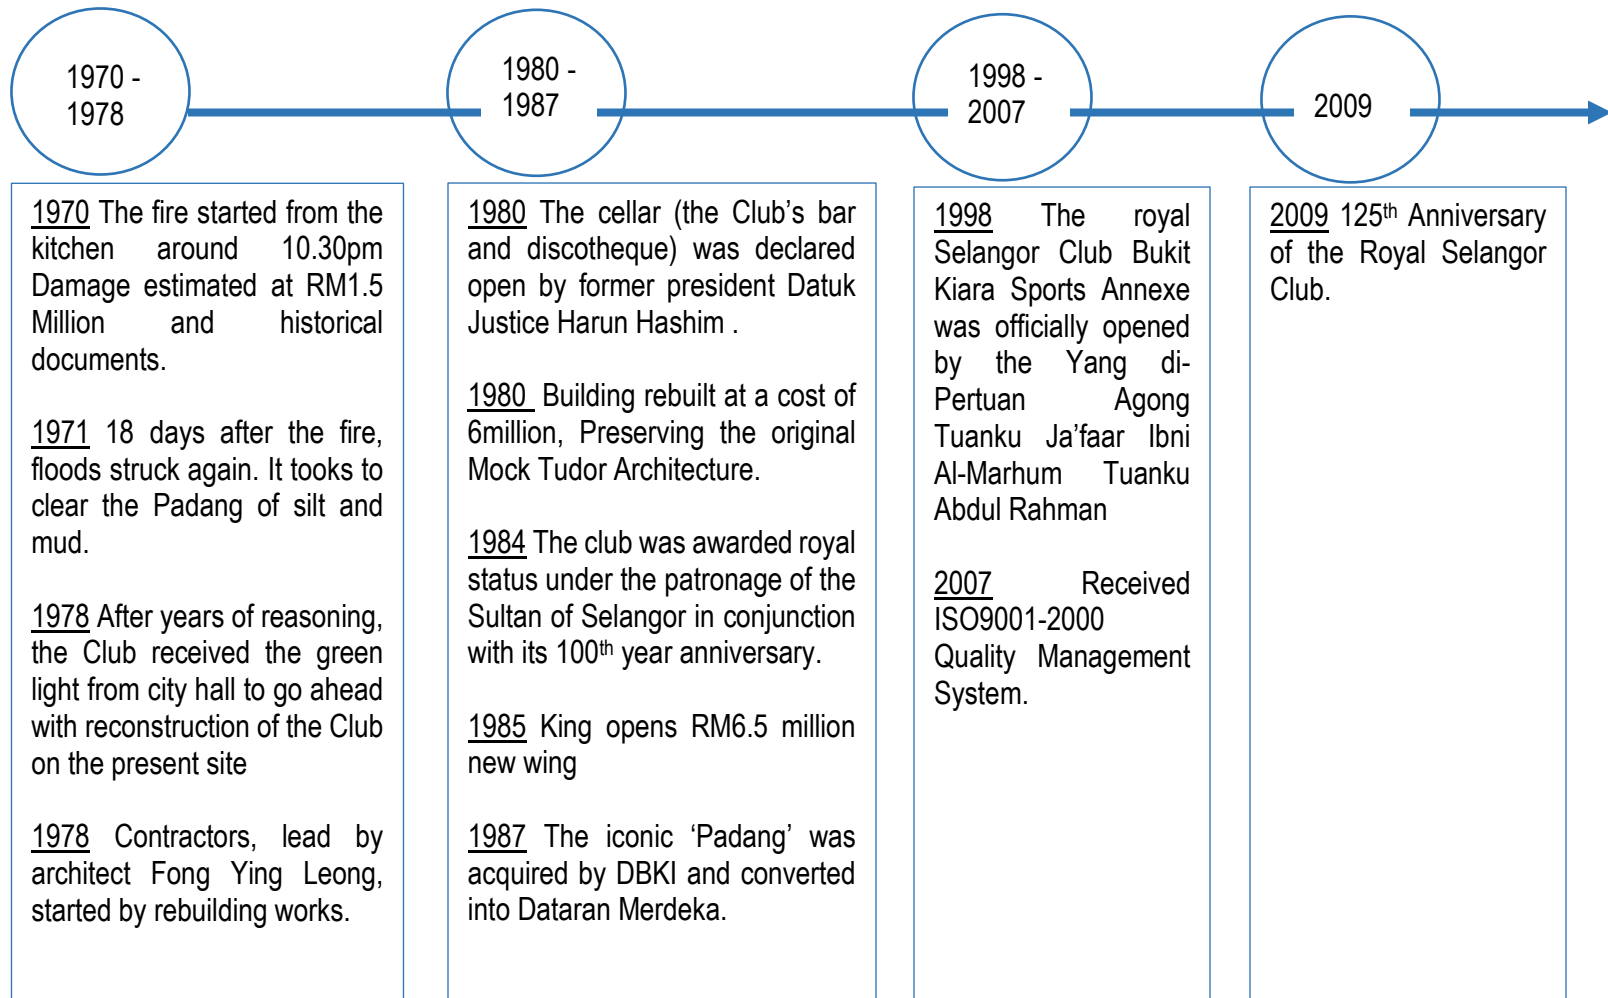 1970 -
1978
1980 -
1987
1998 -
2007
2009
1970 The fire started from the
kitchen around 10.30pm
Damage estimated at RM1.5
Million and historical
documents.
1971 18 days after the fire,
floods struck again. It tooks to
clear the Padang of silt and
mud.
1978 After years of reasoning,
the Club received the green
light from city hall to go ahead
with reconstruction of the Club
on the present site
1978 Contractors, lead by
architect Fong Ying Leong,
started by rebuilding works.
1980 The cellar (the Club’s bar
and discotheque) was declared
open by former president Datuk
Justice Harun Hashim .
1980 Building rebuilt at a cost of
6million, Preserving the original
Mock Tudor Architecture.
1984 The club was awarded royal
status under the patronage of the
Sultan of Selangor in conjunction
with its 100th year anniversary.
1985 King opens RM6.5 million
new wing
1987 The iconic ‘Padang’ was
acquired by DBKI and converted
into Dataran Merdeka.
1998 The royal
Selangor Club Bukit
Kiara Sports Annexe
was officially opened
by the Yang di-
Pertuan Agong
Tuanku Ja’faar Ibni
Al-Marhum Tuanku
Abdul Rahman
2007 Received
ISO9001-2000
Quality Management
System.
2009 125th Anniversary
of the Royal Selangor
Club.